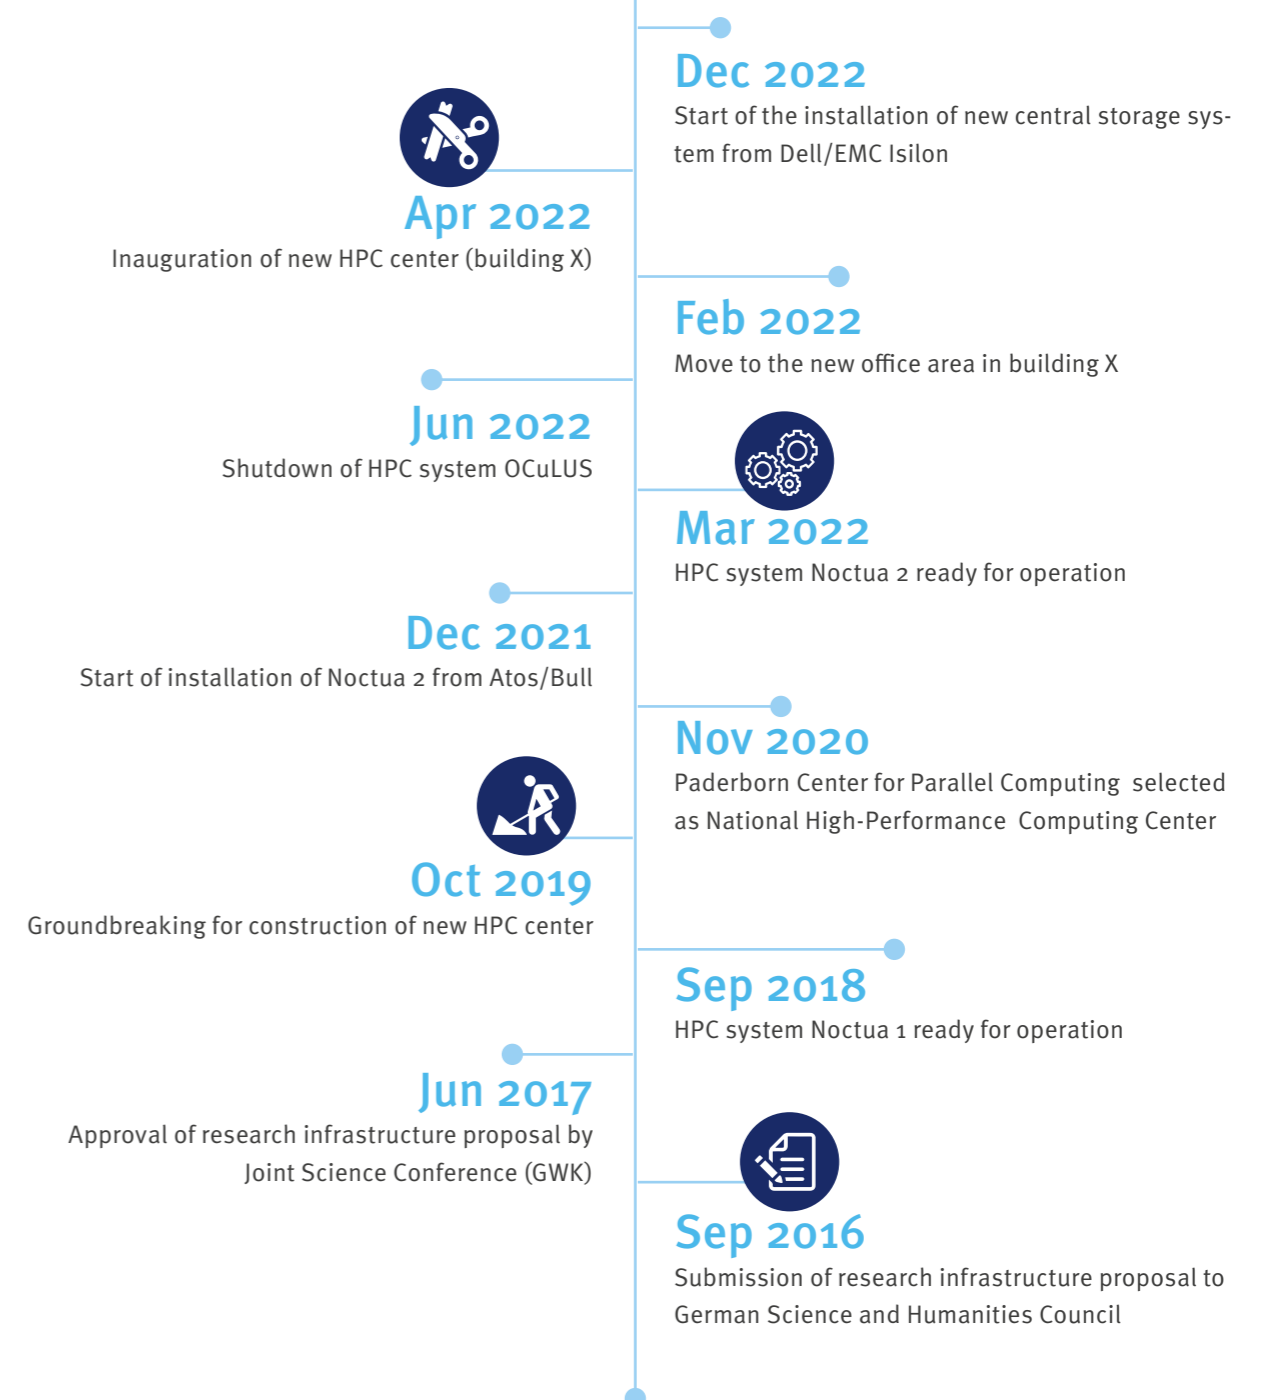 Dec 2022
Start of the installation of new central storage sys-
tem from Dell/EMC Isilon
Apr 2022
Inauguration of new HPC center (building X)
Feb 2022
Move to the new office area in building X
Jun 2022
Shutdown of HPC system OCuLUS
Mar 2022
HPC system Noctua 2 ready for operation
Dec 2021
Start of installation of Noctua 2 from Atos/Bull
Nov 2020
Paderborn Center for Parallel Computing selected
as National High-Performance Computing Center
Oct 2019
Groundbreaking for construction of new HPC center
Sep 2018
HPC system Noctua 1 ready for operation
Jun 2017
Approval of research infrastructure proposal by
Joint Science Conference (GWK)
Sep 2016
Submission of research infrastructure proposal to
German Science and Humanities Council